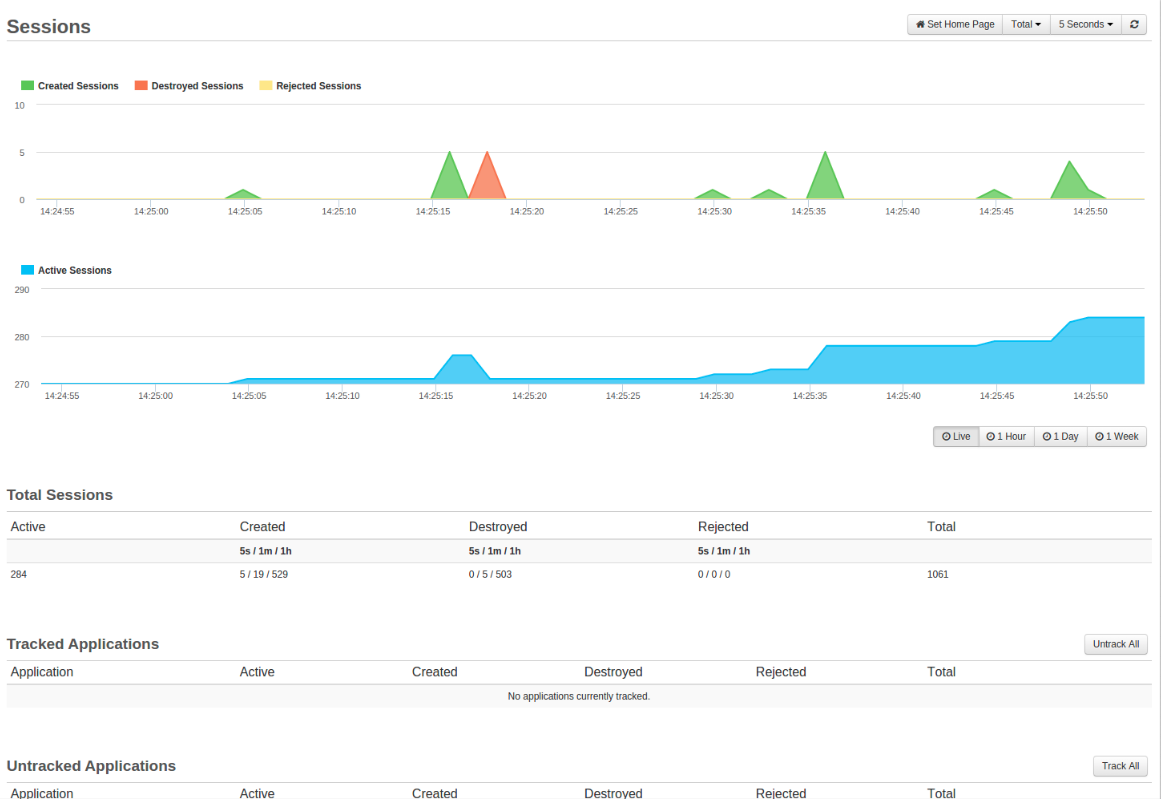 Sessions
Set Home Page Total 5 Seconds
Created Sessions Destroyed Sessions Rejected Sessions
10
5
0
14:24:55 14:25:00 14:25:05 14:25:10 14:25:15 14:25:20 14:25:25 14:25:30 14:25:35 14:25:40 14:25:45 14:25:50
Active Sessions
290
280
270
14:24:55 14:25:00 14:25:05 14:25:10 14:25:15 14:25:20 14:25:25 14:25:30 14:25:35 14:25:40 14:25:45 14:25:50
Live 1 Hour 1 Day 1 Week
Total Sessions
Active Created Destroyed Rejected Total
5s / 1m / 1h 5s / 1m / 1h 5s / 1m / 1h
284 5 / 19 / 529 0 / 5 / 503 0 / 0 / 0 1061
Tracked Applications Untrack All
Application Active Created Destroyed Rejected Total
No applications currently tracked.
Untracked Applications Track All
Application Active Created Destroyed Rejected Total